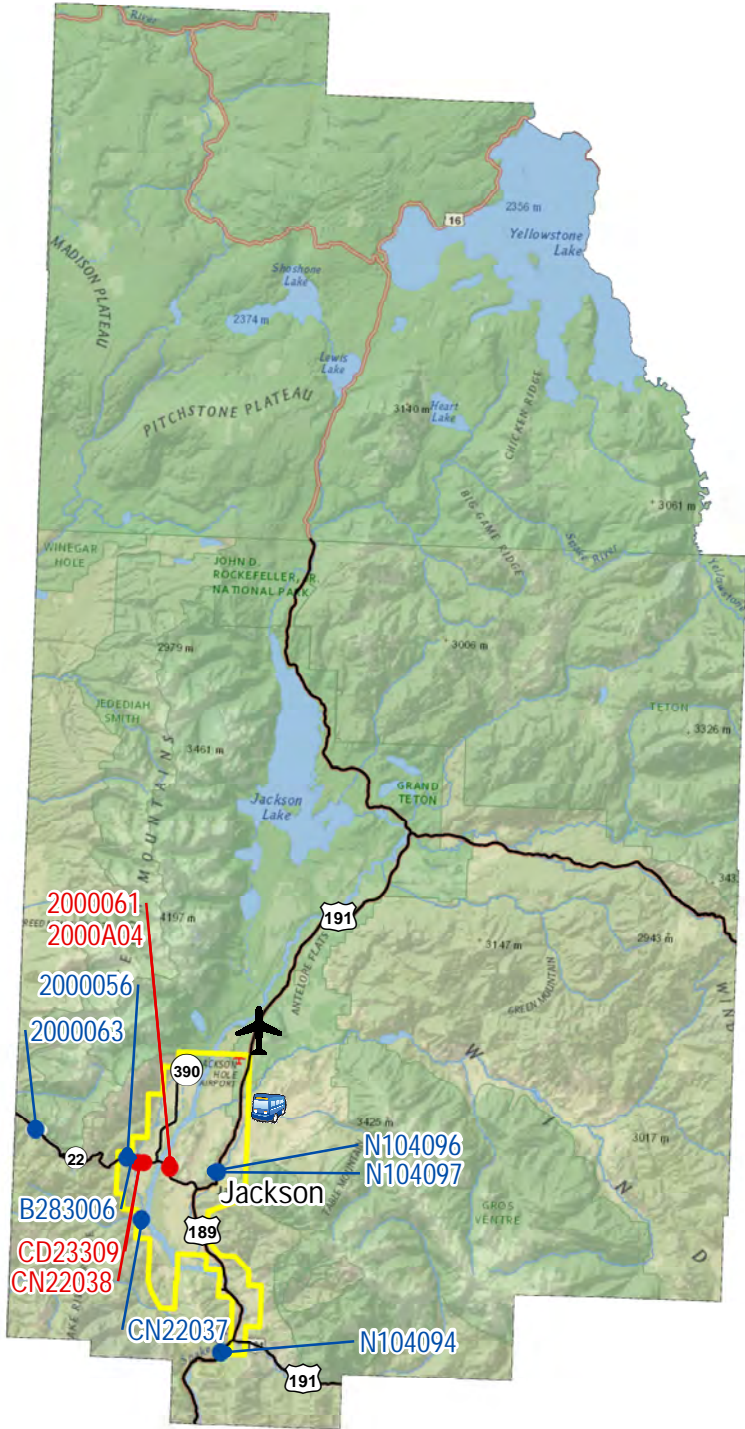 River
16
2356 m
Yellowstone
Lake
MADISON PLATEAU
Shoshone
Lake
2374 m
Lewis
Lake
PITCHSTONE PLATEAU
3140 m
Heart
Lake
CHICKEN RIDGE
BIG GAME RIDGE
3061 m
Snake River
Yellowstone
WINEGAR
HOLE
JOHN D.
ROCKEFELLER, JR.
NATIONAL PARK
2979 m
3006 m
JEDEDIAH
SMITH
TETON
3326 m
3461 m
MOUNTAINS
GRAND
TETON
Jackson
Lake
2000061
2000A04
4197 m
191
3147 m
2943 m
ANTELOPE FLATS
2000056
2000063
GREEN MOUNTAIN
WIND
390
JACKSON
HOLE
AIRPORT
3425 m
3017 m
22
N104096
N104097
Jackson
B283006
189
GROS
VENTRE
CD23309
CN22038
CN22037
N104094
191